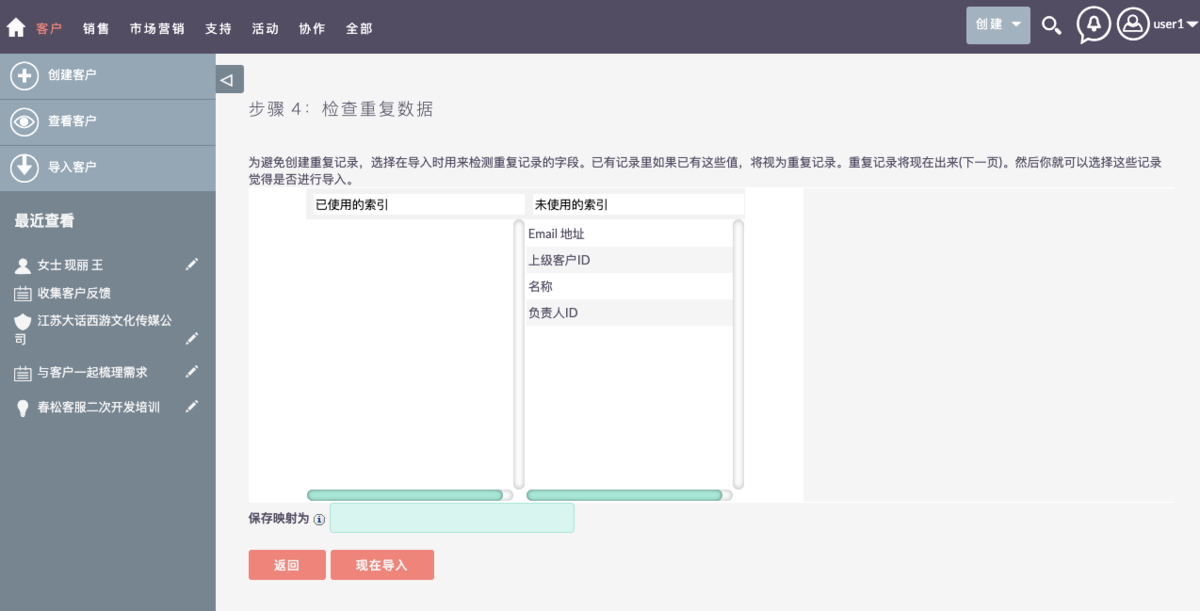 客户 销售 市场营销 支持 活动 协作 全部 创建 user1
创建客户
查看客户
导入客户
最近查看
女士 现丽 王
收集客户反馈
江苏大话西游文化传媒公
司
与客户一起梳理需求
春松客服二次开发培训
步骤 4：检查重复数据
为避免创建重复记录，选择在导入时用来检测重复记录的字段。已有记录里如果已有这些值，将视为重复记录。重复记录将现在出来(下一页)。然后你就可以选择这些记录
觉得是否进行导入。
已使用的索引 未使用的索引
Email 地址
上级客户ID
名称
负责人ID
保存映射为
返回 现在导入